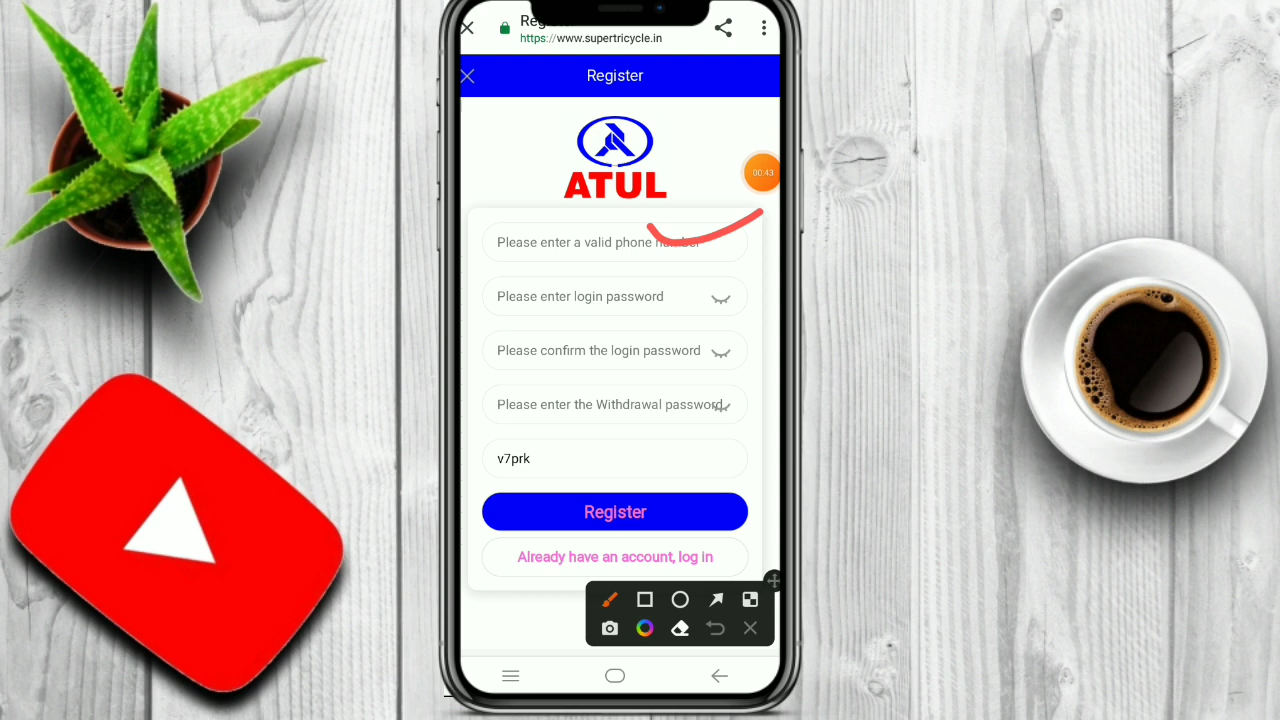 https://www.supertricycle.in
Register
ATUL
00:43
Please enter a valid phone number
Please enter login password
Please confirm the login password
Please enter the Withdrawal password
v7prk
Register
Already have an account, log in